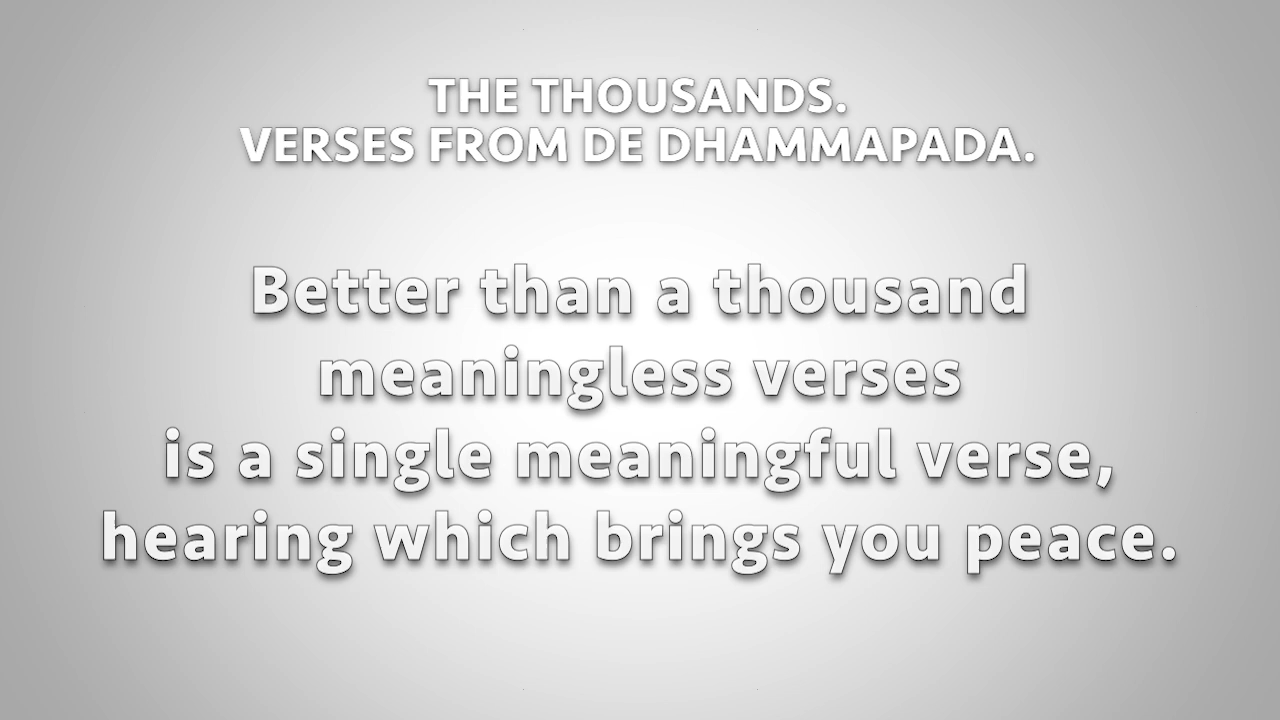 THE THOUSANDS.
VERSES FROM DE DHAMMAPADA.
Better than a thousand
meaningless verses
is a single meaningful verse,
hearing which brings you peace.